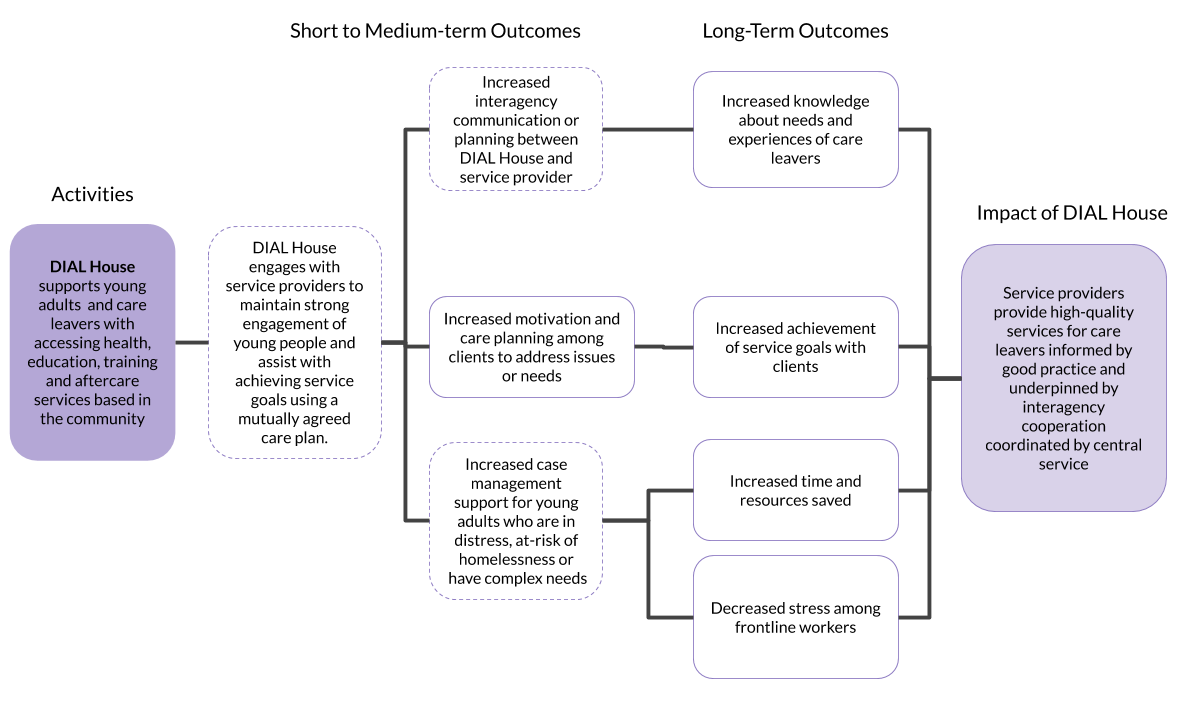 Short to Medium-term Outcomes
Long-Term Outcomes
Activities
Impact of DIAL House
DIAL House
supports young
adults  and care
leavers with
accessing health,
education, training
and aftercare
services based in
the community
DIAL House
engages with
service providers to
maintain strong
engagement of
young people and
assist with
achieving service
goals using a
mutually agreed
care plan.
Increased
interagency
communication or
planning between
DIAL House and
service provider
Increased motivation and
care planning among
clients to address issues
or needs
Increased case
management
support for young
adults who are in
distress, at-risk of
homelessness or
have complex needs
Increased knowledge
about needs and
experiences of care
leavers
Increased achievement
of service goals with
clients
Increased time and
resources saved
Decreased stress among
frontline workers
Service providers
provide high-quality
services for care
leavers informed by
good practice and
underpinned by
interagency
cooperation
coordinated by central
service